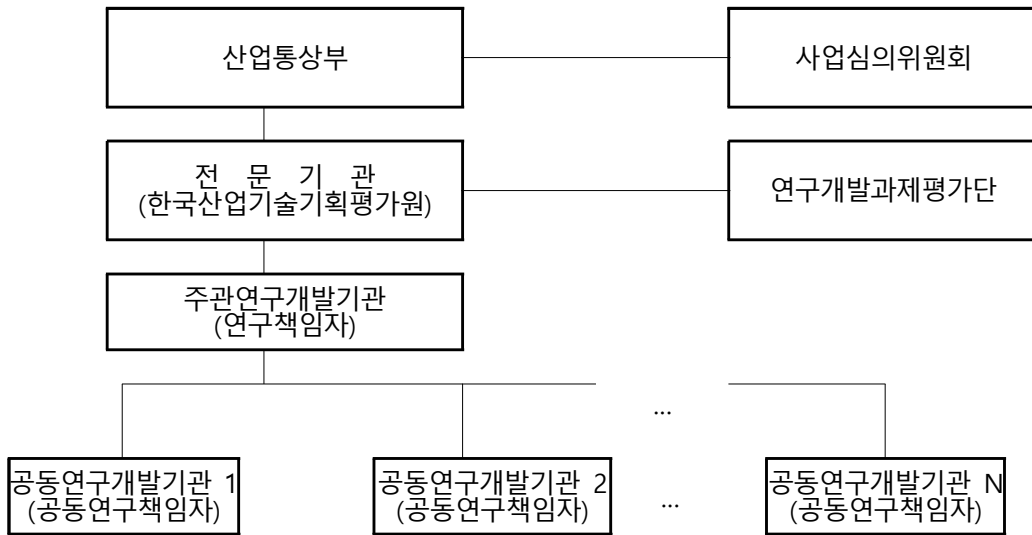 산업통상부
사업심의위원회
전 문 기 관
(한국산업기술기획평가원)
연구개발과제평가단
주관연구개발기관
(연구책임자)
...
공동연구개발기관 1
(공동연구책임자)
공동연구개발기관 2
(공동연구책임자)
...
공동연구개발기관 N
(공동연구책임자)